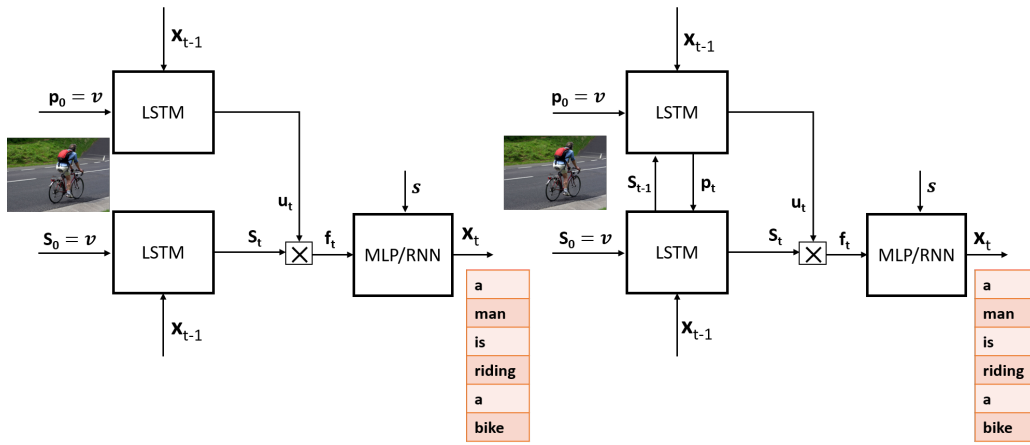 x_{t-1}
p_0 = v
LSTM
u_t
s
S_0 = v
LSTM
S_t
×
f_t
MLP/RNN
x_t
x_{t-1}
a
man
is
riding
a
bike
x_{t-1}
p_0 = v
LSTM
S_{t-1}
p_t
u_t
s
S_0 = v
LSTM
S_t
×
f_t
MLP/RNN
x_t
x_{t-1}
a
man
is
riding
a
bike